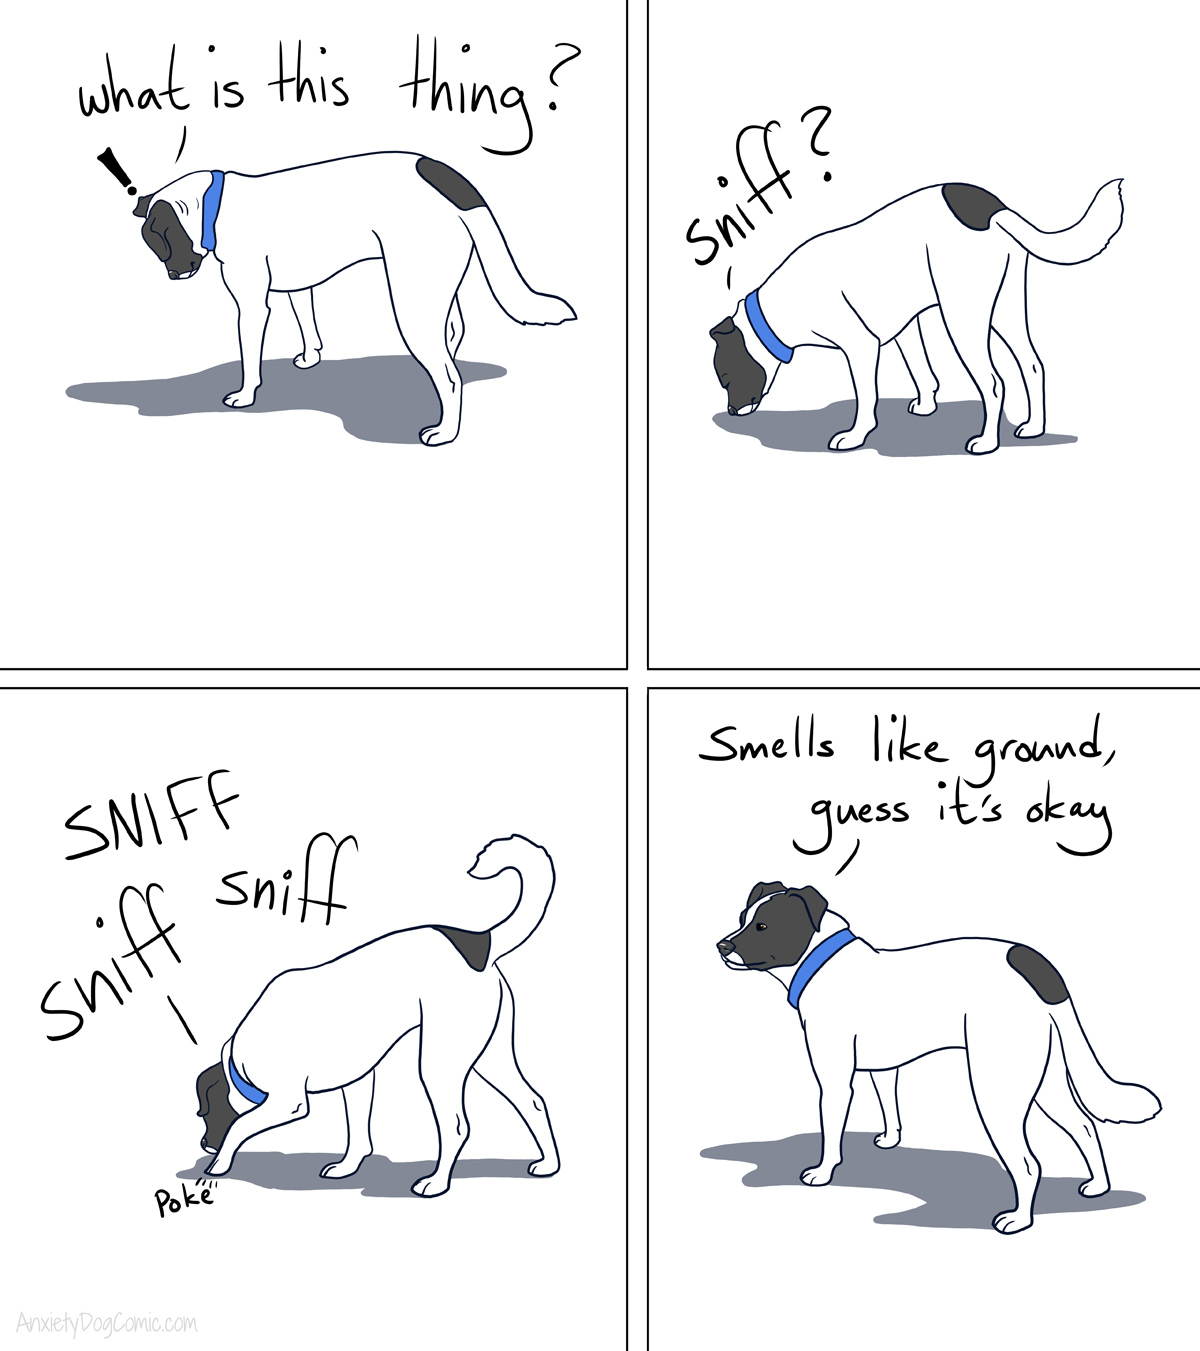 what is this thing?
!
sniff?
SNIFF
sniff sniff
Poke
Smells like ground,
guess it's okay
AnxietyDogComic.com